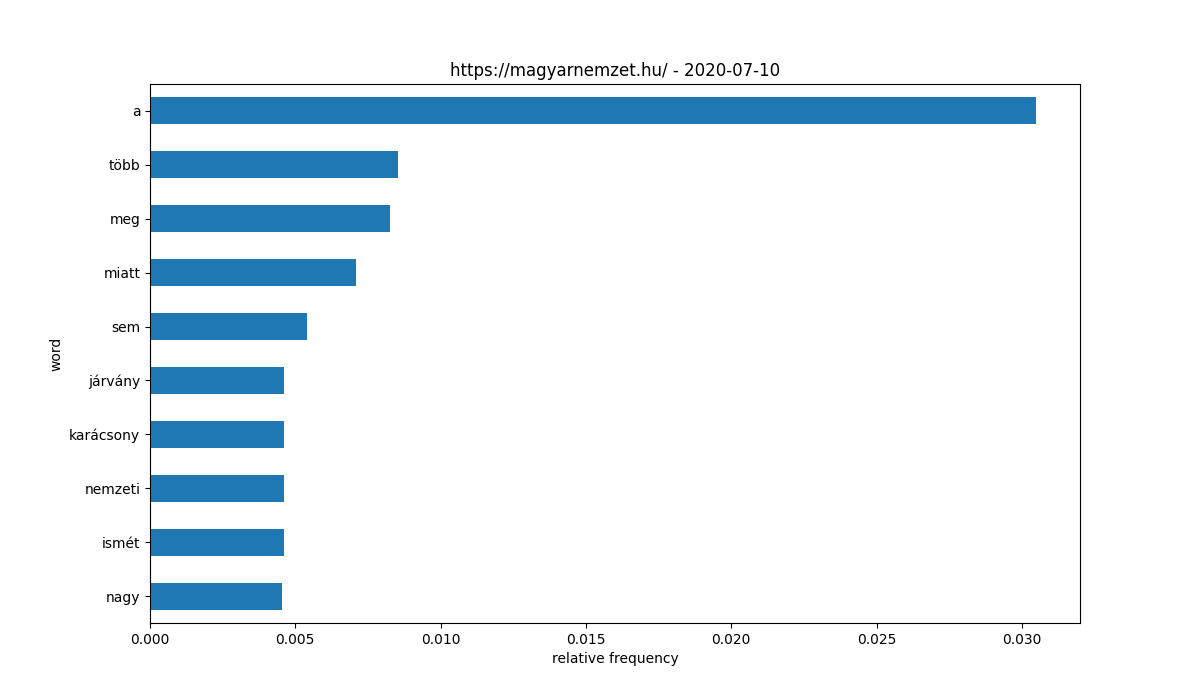 https://magyarnemzet.hu/ - 2020-07-10
a
több
meg
miatt
sem
járvány
karácsony
nemzeti
ismét
nagy
word
0.000 0.005 0.010 0.015 0.020 0.025 0.030
relative frequency